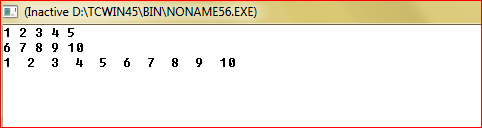 (Inactive D:\TCWIN45\BIN\NONAME56.EXE)
1 2 3 4 5
6 7 8 9 10
1  2  3  4  5  6  7  8  9  10